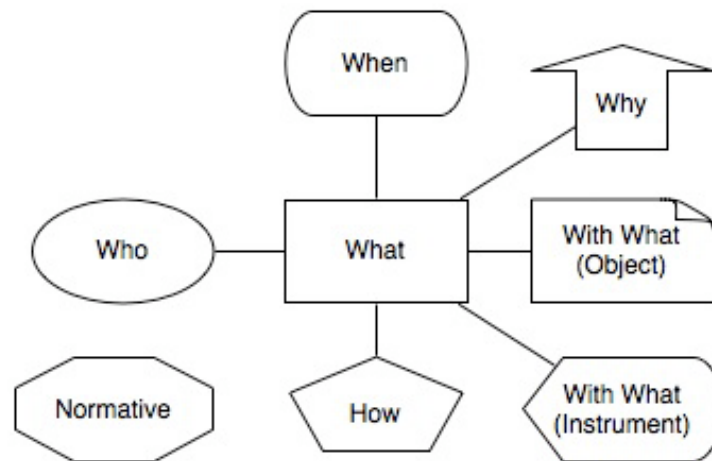 When
Why
Who
What
With What
(Object)
Normative
How
With What
(Instrument)